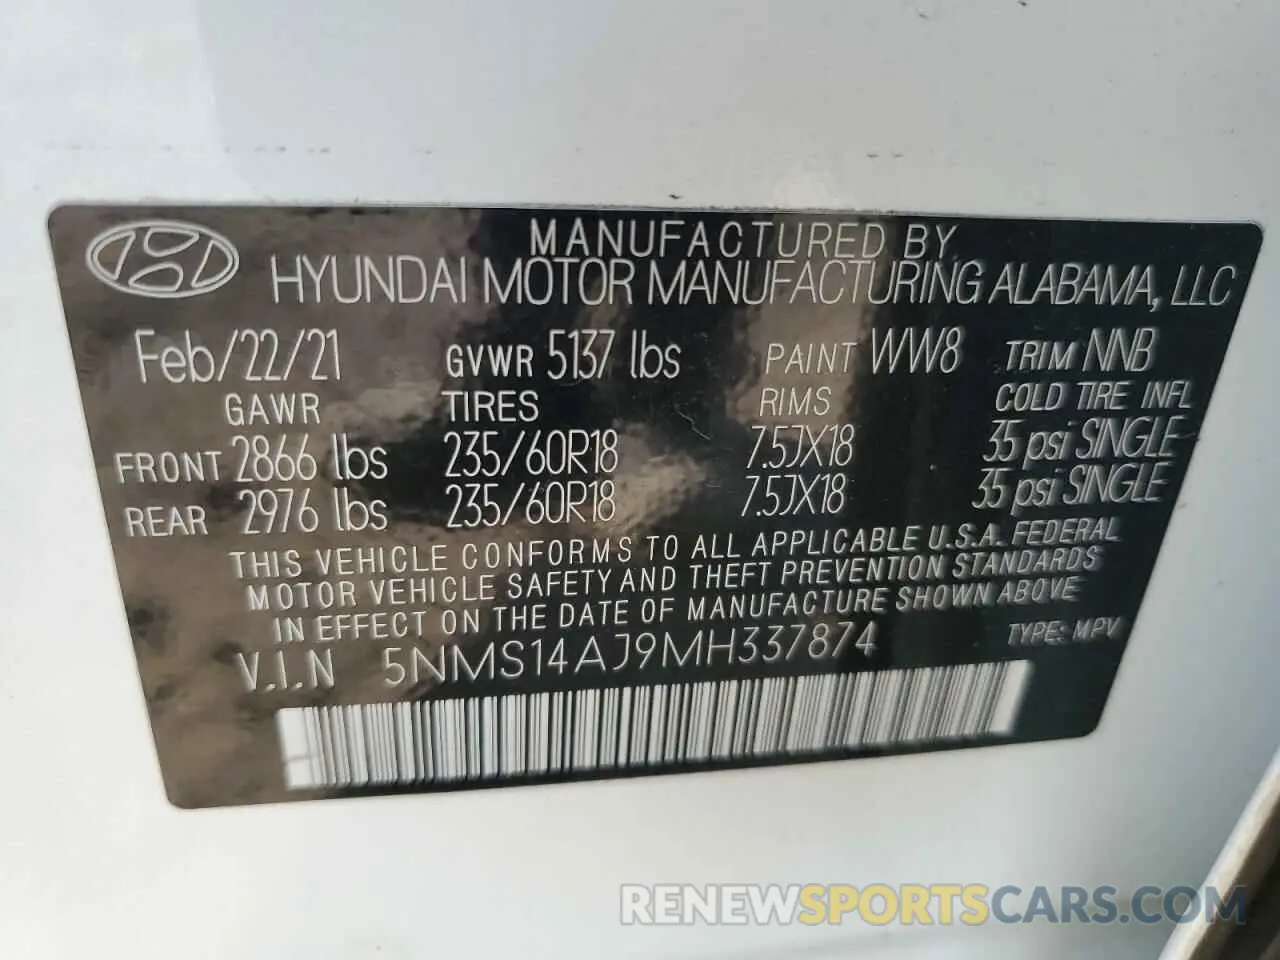 MANUFACTURED BY
HYUNDAI MOTOR MANUFACTURING ALABAMA, LLC
Feb/22/21 GVWR 5137 lbs PAINT WW8 TRIM NNB
GAWR TIRES RIMS COLD TIRE INFL
FRONT 2866 lbs 235/60R18 7.5JX18 35 psi SINGLE
REAR 2976 lbs 235/60R18 7.5JX18 35 psi SINGLE
THIS VEHICLE CONFORMS TO ALL APPLICABLE U.S.A. FEDERAL
MOTOR VEHICLE SAFETY AND THEFT PREVENTION STANDARDS
IN EFFECT ON THE DATE OF MANUFACTURE SHOWN ABOVE
V.I.N 5NMS14AJ9MH337874 TYPE: MPV
RENEWSPORTSCARS.COM